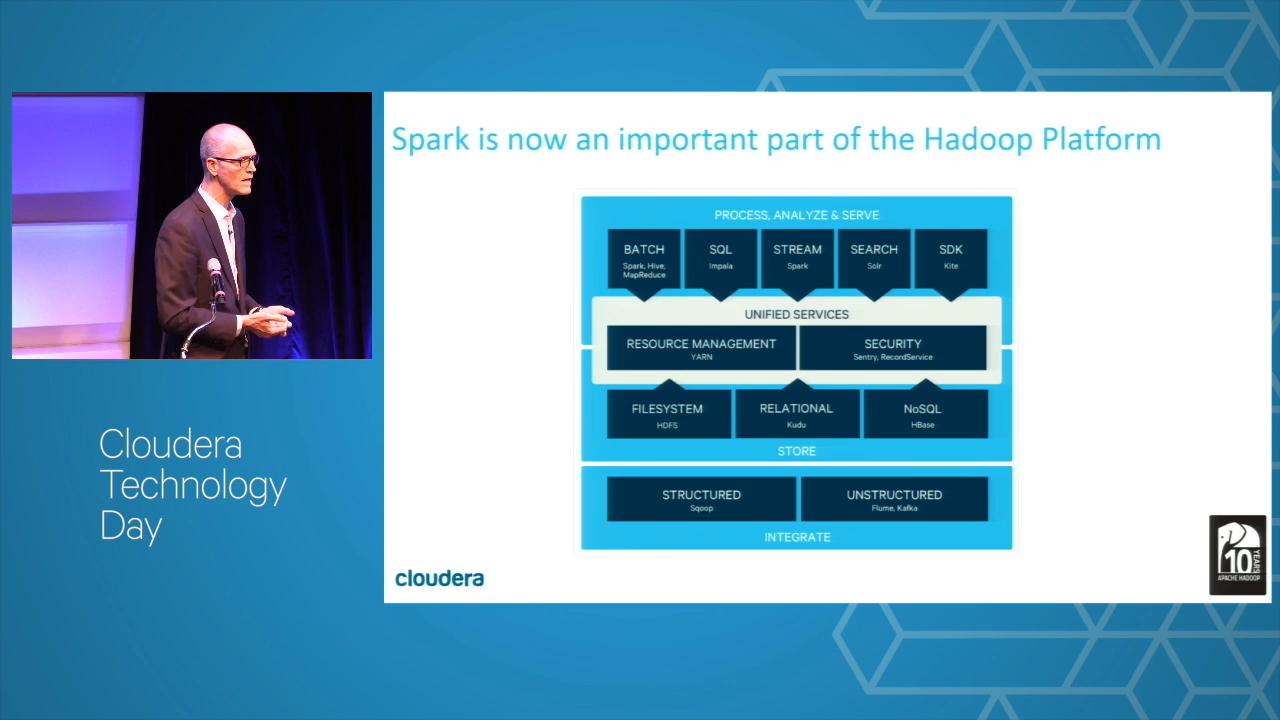 Spark is now an important part of the Hadoop Platform
PROCESS, ANALYZE & SERVE
BATCH
Spark, Hive,
MapReduce
SQL
Impala
STREAM
Spark
SEARCH
Solr
SDK
Kite
UNIFIED SERVICES
RESOURCE MANAGEMENT
YARN
SECURITY
Sentry, RecordService
FILESYSTEM
HDFS
RELATIONAL
Kudu
NoSQL
HBase
STORE
STRUCTURED
Sqoop
UNSTRUCTURED
Flume, Kafka
INTEGRATE
Cloudera
Technology
Day
cloudera
10
YEARS
APACHE HADOOP